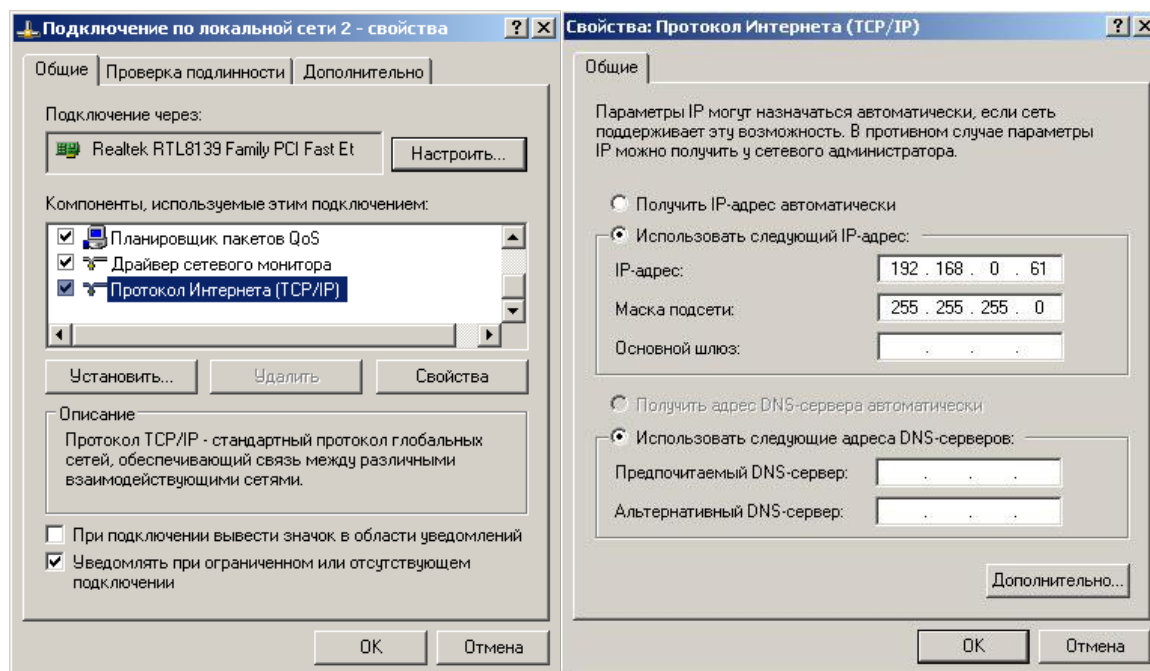 Подключение по локальной сети 2 - свойства
Общие
Проверка подлинности
Дополнительно
Подключение через:
Realtek RTL8139 Family PCI Fast Et
Настроить...
Компоненты, используемые этим подключением:
Планировщик пакетов QoS
Драйвер сетевого монитора
Протокол Интернета (TCP/IP)
Установить...
Удалить
Свойства
Описание
Протокол TCP/IP - стандартный протокол глобальных
сетей, обеспечивающий связь между различными
взаимодействующими сетями.
При подключении вывести значок в области уведомлений
Уведомлять при ограниченном или отсутствующем
подключении
OK
Отмена
Свойства: Протокол Интернета (TCP/IP)
Общие
Параметры IP могут назначаться автоматически, если сеть
поддерживает эту возможность. В противном случае параметры
IP можно получить у сетевого администратора.
Получить IP-адрес автоматически
Использовать следующий IP-адрес:
IP-адрес: 192 . 168 . 0 . 61
Маска подсети: 255 . 255 . 255 . 0
Основной шлюз: . . .
Получить адрес DNS-сервера автоматически
Использовать следующие адреса DNS-серверов:
Предпочитаемый DNS-сервер: . . .
Альтернативный DNS-сервер: . . .
Дополнительно...
OK
Отмена